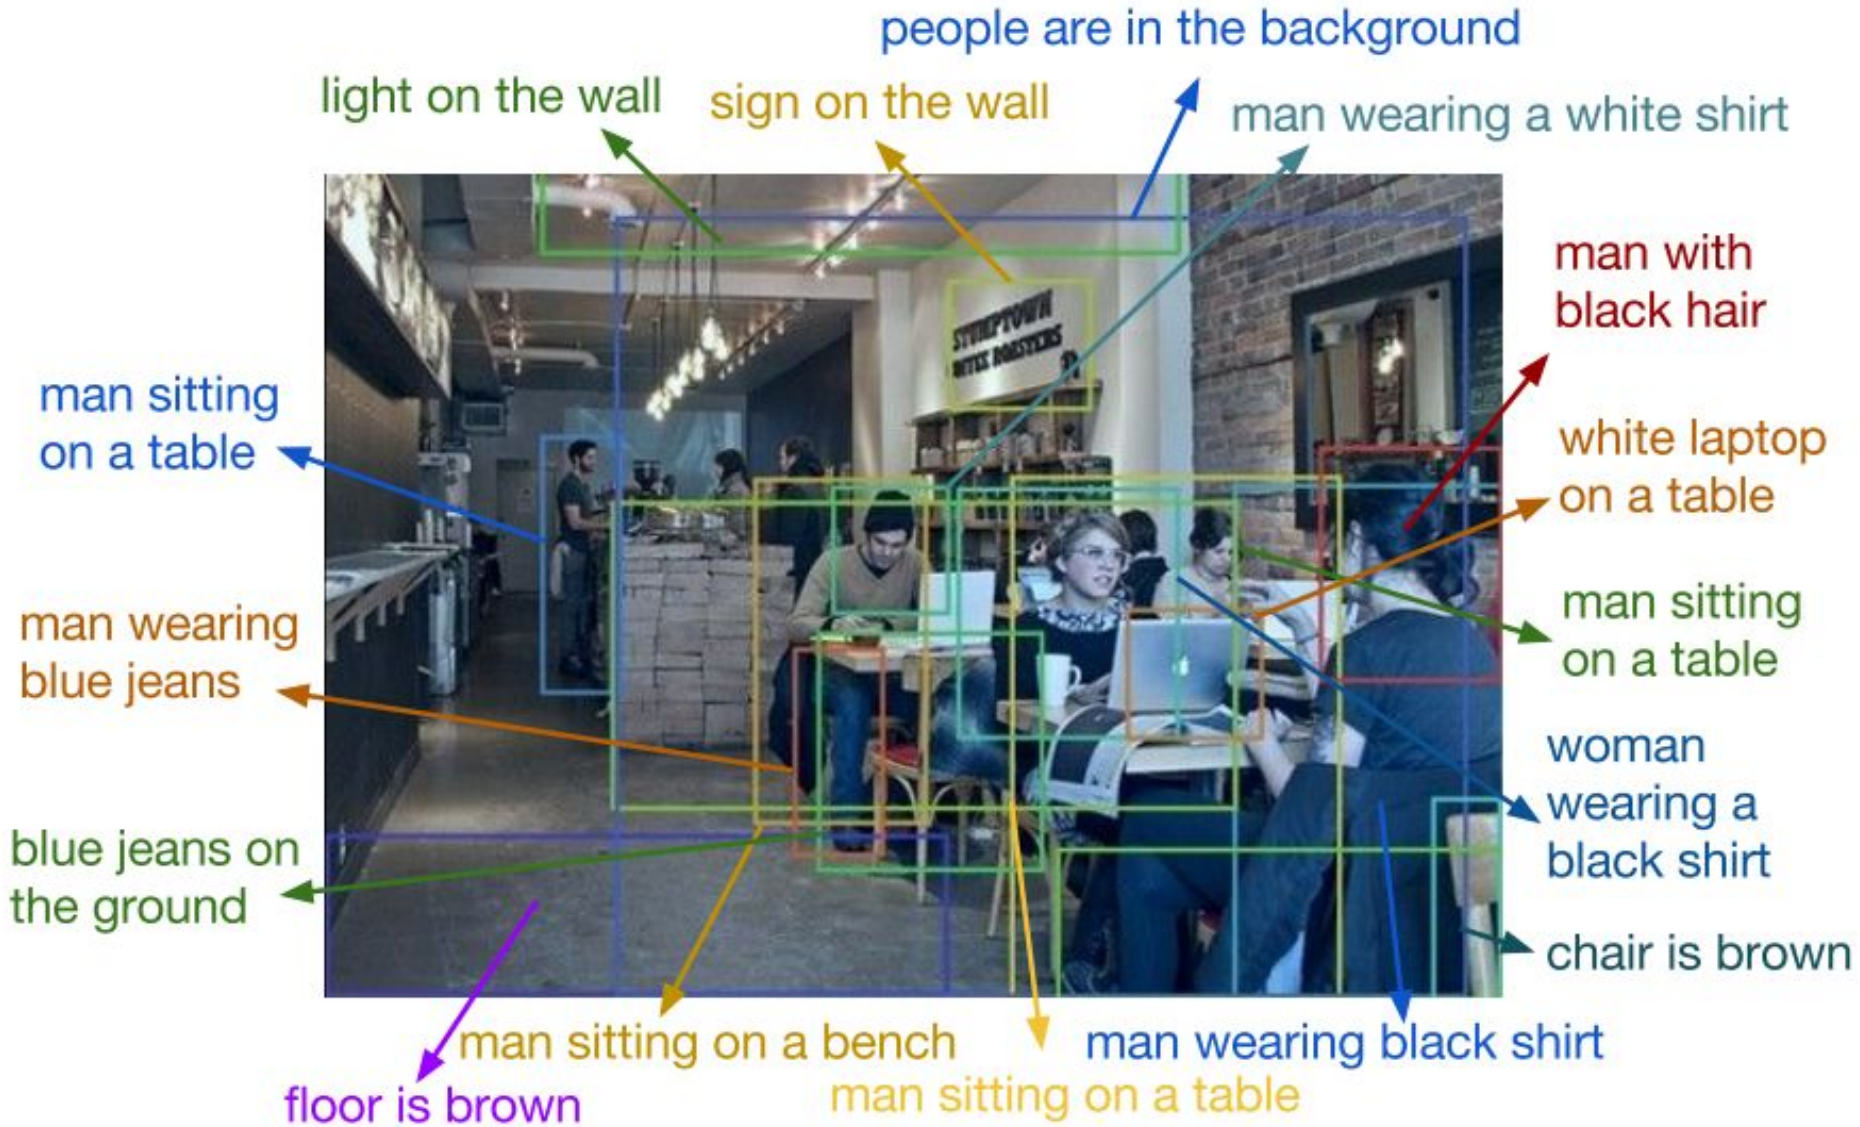 people are in the background
light on the wall
sign on the wall
man wearing a white shirt
man with
black hair
STUMPTOWN
COFFEE ROASTERS
man sitting
on a table
white laptop
on a table
man wearing
blue jeans
man sitting
on a table
woman
wearing a
black shirt
blue jeans on
the ground
chair is brown
man sitting on a bench
man wearing black shirt
man sitting on a table
floor is brown